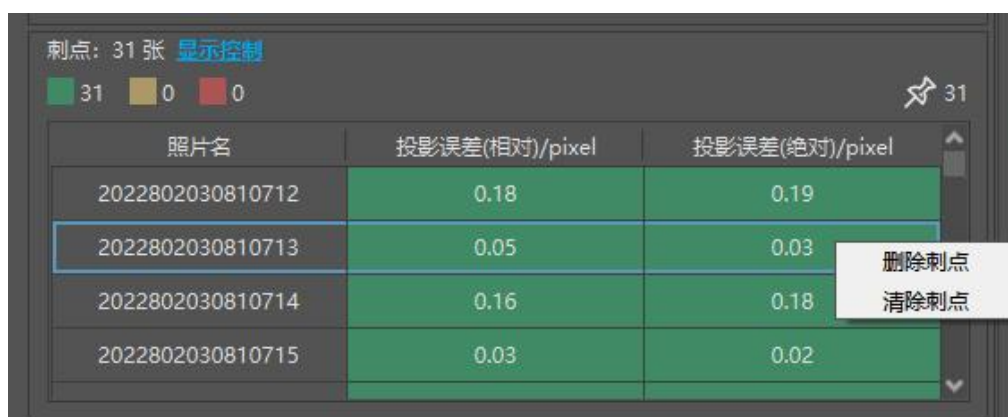 刺点: 31 张 显示控制
31 0 0 31
照片名 投影误差(相对)/pixel 投影误差(绝对)/pixel
2022802030810712 0.18 0.19
2022802030810713 0.05 0.03
删除刺点
2022802030810714 0.16 0.18
清除刺点
2022802030810715 0.03 0.02